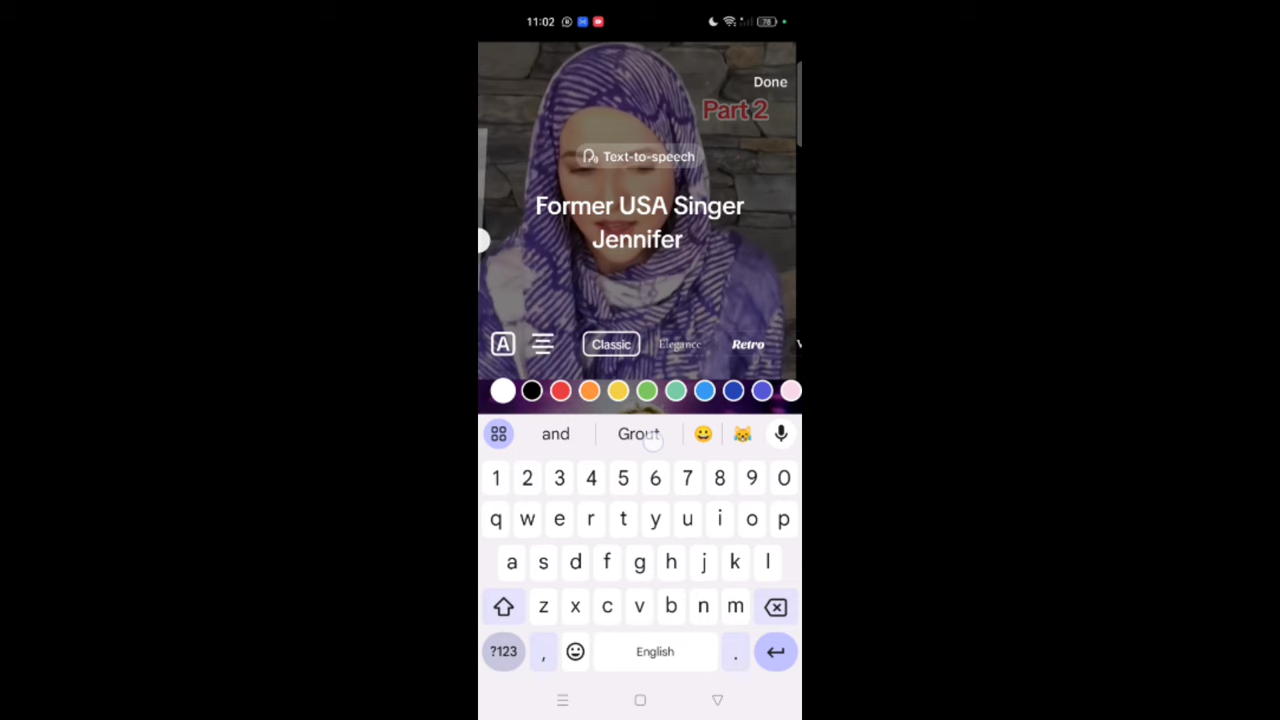 11:02
78
Done
Part 2
Text-to-speech
Former USA Singer
Jennifer
A
Classic
Elegance
Retro
and
Grout
1 2 3 4 5 6 7 8 9 0
q w e r t y u i o p
a s d f g h j k l
z x c v b n m
?123
,
English
.